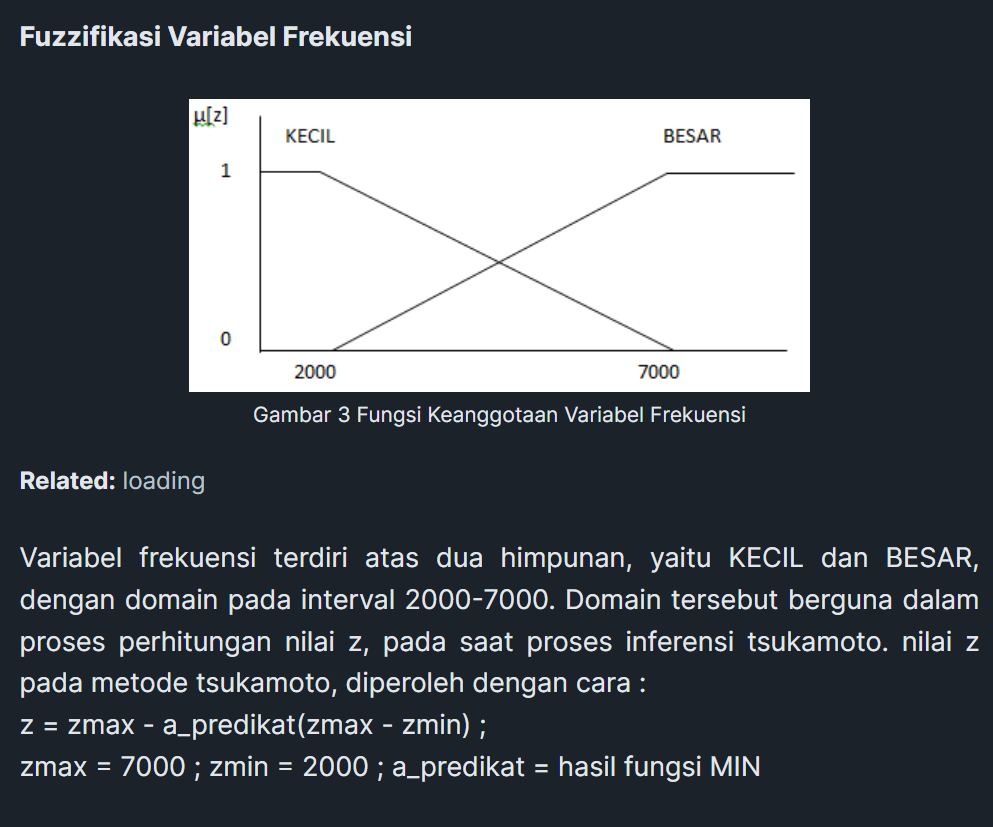 Fuzzifikasi Variabel Frekuensi
μ[z]
KECIL
BESAR
1
0
2000
7000
Gambar 3 Fungsi Keanggotaan Variabel Frekuensi
Related: loading
Variabel frekuensi terdiri atas dua himpunan, yaitu KECIL dan BESAR,
dengan domain pada interval 2000-7000. Domain tersebut berguna dalam
proses perhitungan nilai z, pada saat proses inferensi tsukamoto. nilai z
pada metode tsukamoto, diperoleh dengan cara :
z = zmax - a_predikat(zmax - zmin) ;
zmax = 7000 ; zmin = 2000 ; a_predikat = hasil fungsi MIN